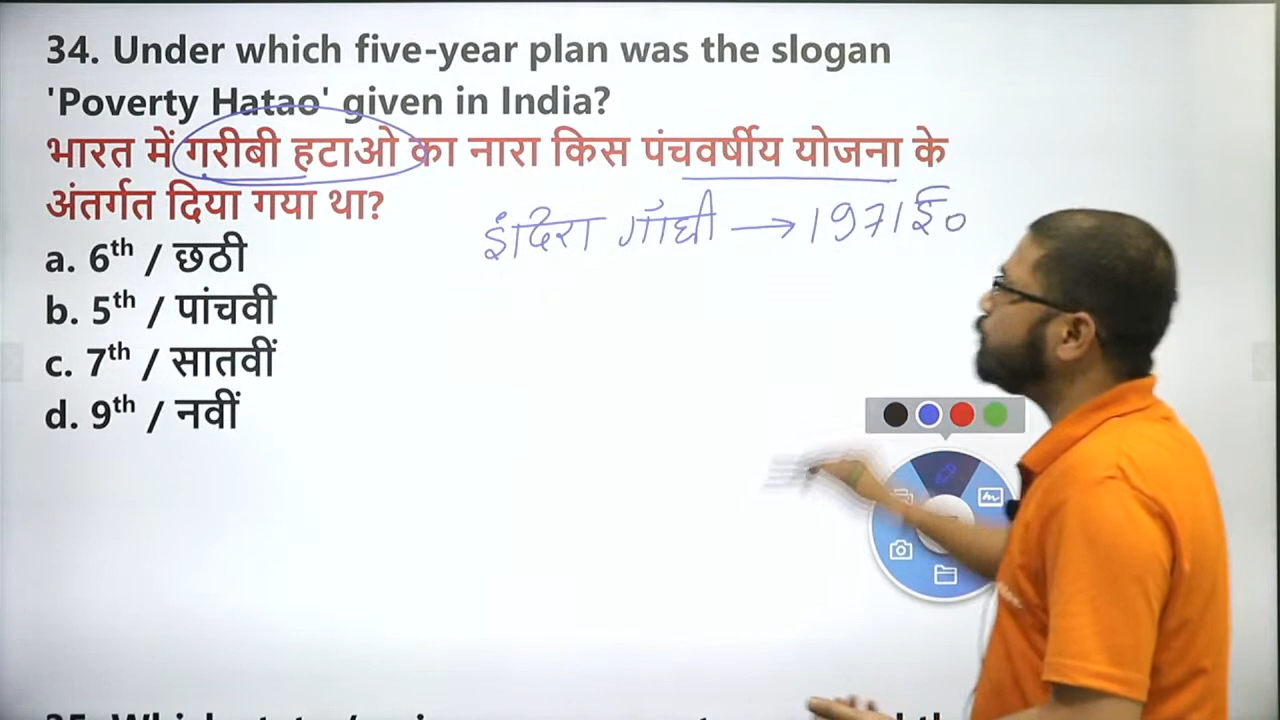 34. Under which five-year plan was the slogan
'Poverty Hatao' given in India?
भारत में गरीबी हटाओ का नारा किस पंचवर्षीय योजना के
अंतर्गत दिया गया था?
इंदिरा गाँधी → 1971ई०
a. 6th / छठी
b. 5th / पांचवी
c. 7th / सातवीं
d. 9th / नवीं